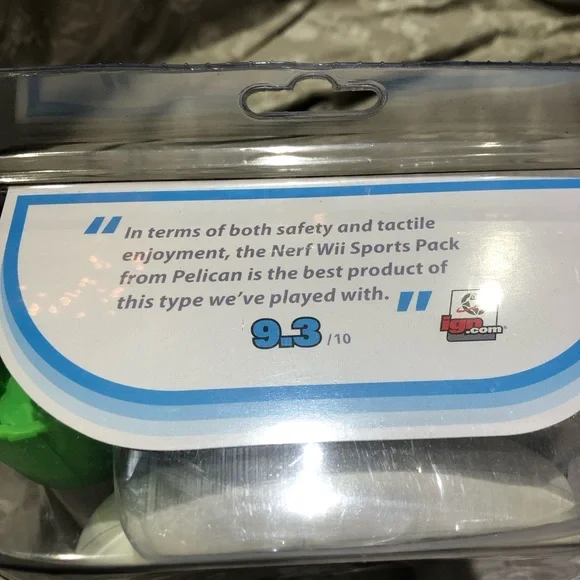 "In terms of both safety and tactile
enjoyment, the Nerf Wii Sports Pack
from Pelican is the best product of
this type we've played with."
9.3 /10
ign.com